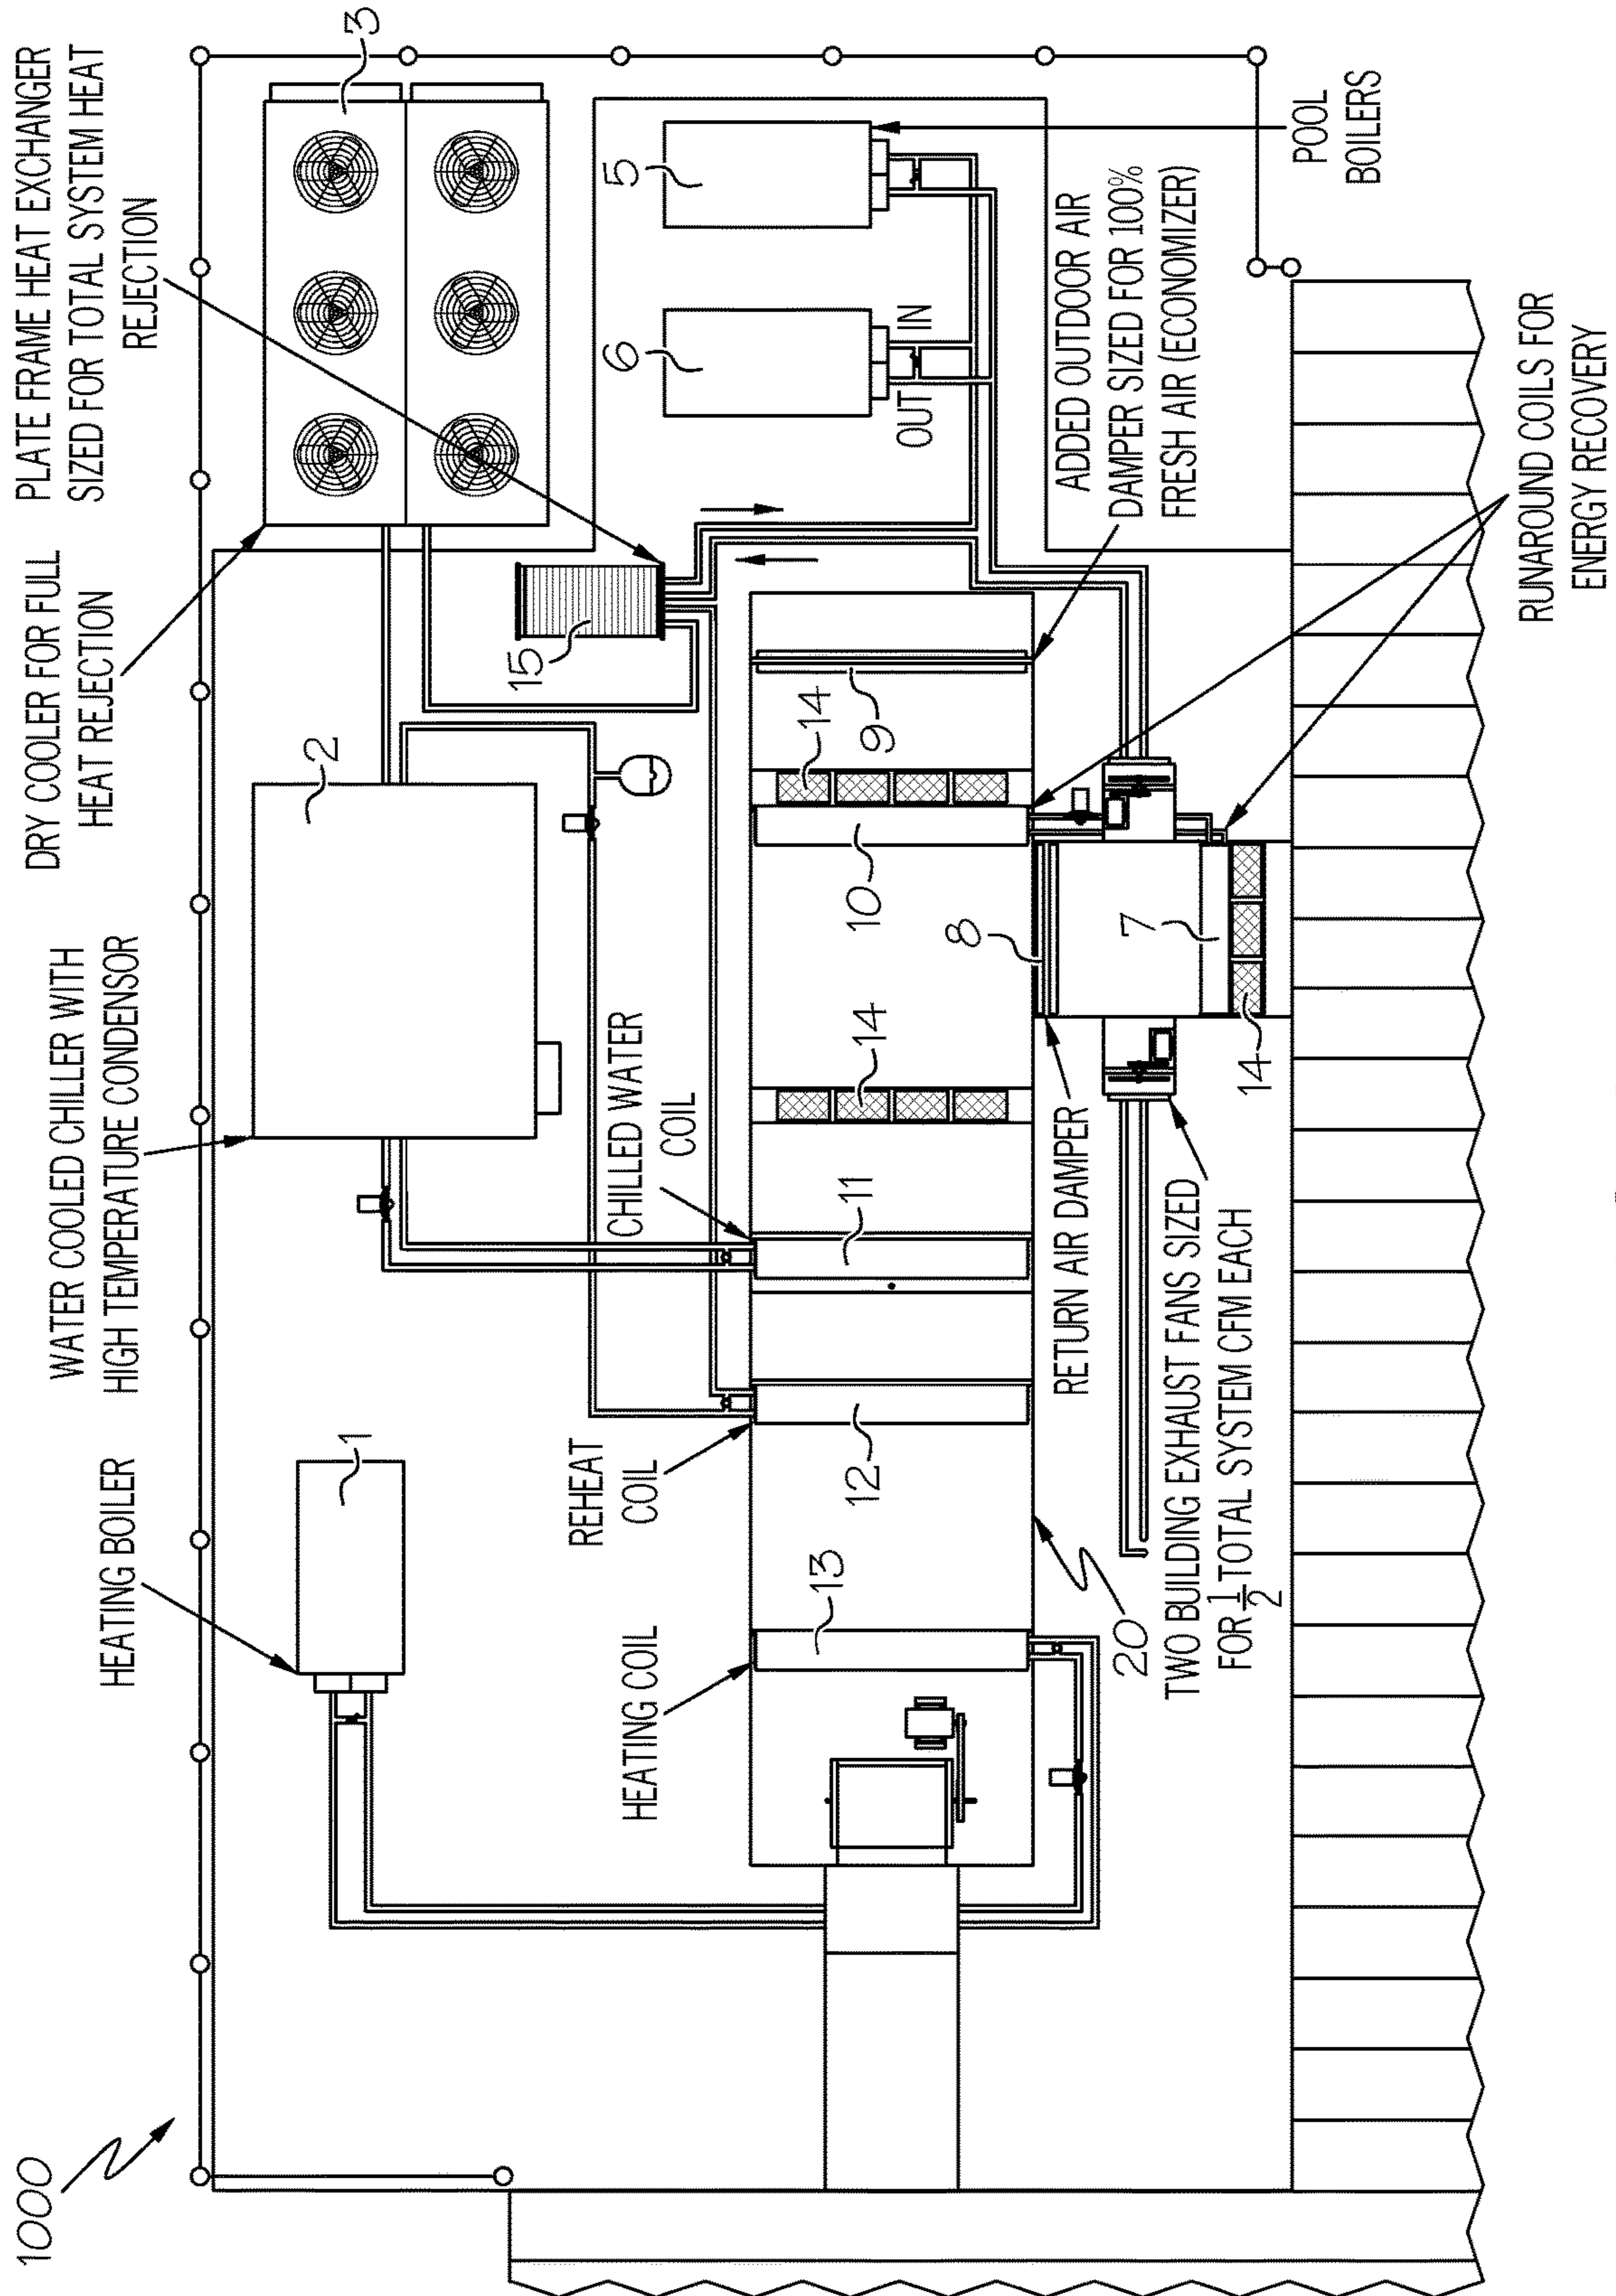 1000
HEATING BOILER
1
WATER COOLED CHILLER WITH
HIGH TEMPERATURE CONDENSOR
2
DRY COOLER FOR FULL
HEAT REJECTION
PLATE FRAME HEAT EXCHANGER
SIZED FOR TOTAL SYSTEM HEAT
REJECTION
3
15
6
5
OUT
IN
POOL
BOILERS
HEATING COIL
13
REHEAT
COIL
12
CHILLED WATER
COIL
11
14
10
14
9
ADDED OUTDOOR AIR
DAMPER SIZED FOR 100%
FRESH AIR (ECONOMIZER)
20
RETURN AIR DAMPER
8
7
14
TWO BUILDING EXHAUST FANS SIZED
FOR 1/2 TOTAL SYSTEM CFM EACH
RUNAROUND COILS FOR
ENERGY RECOVERY